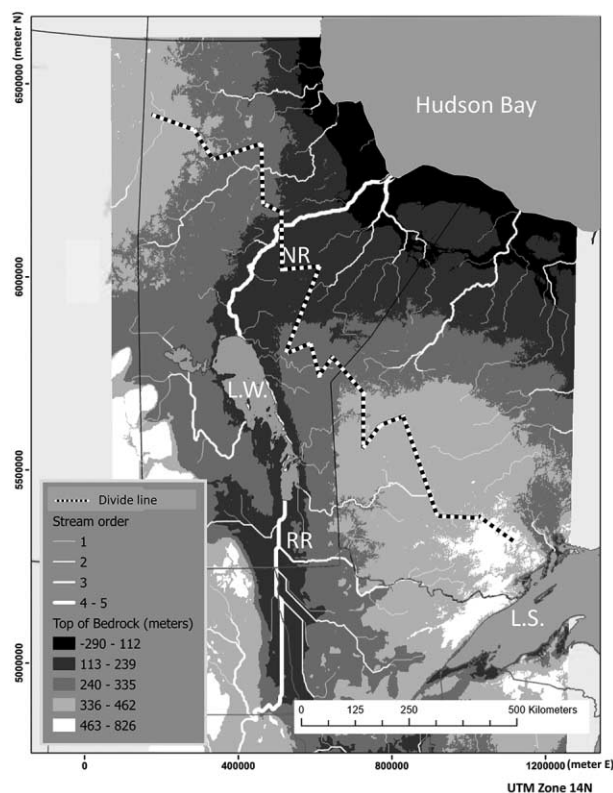 6500000 (meter N)
Hudson Bay
6000000
NR
L.W.
5500000
Divide line
Stream order
1
2
3
4 - 5
Top of Bedrock (meters)
-290 - 112
113 - 239
240 - 335
336 - 462
463 - 826
RR
L.S.
5000000
0 125 250 500 Kilometers
0 400000 800000 1200000 (meter E)
UTM Zone 14N